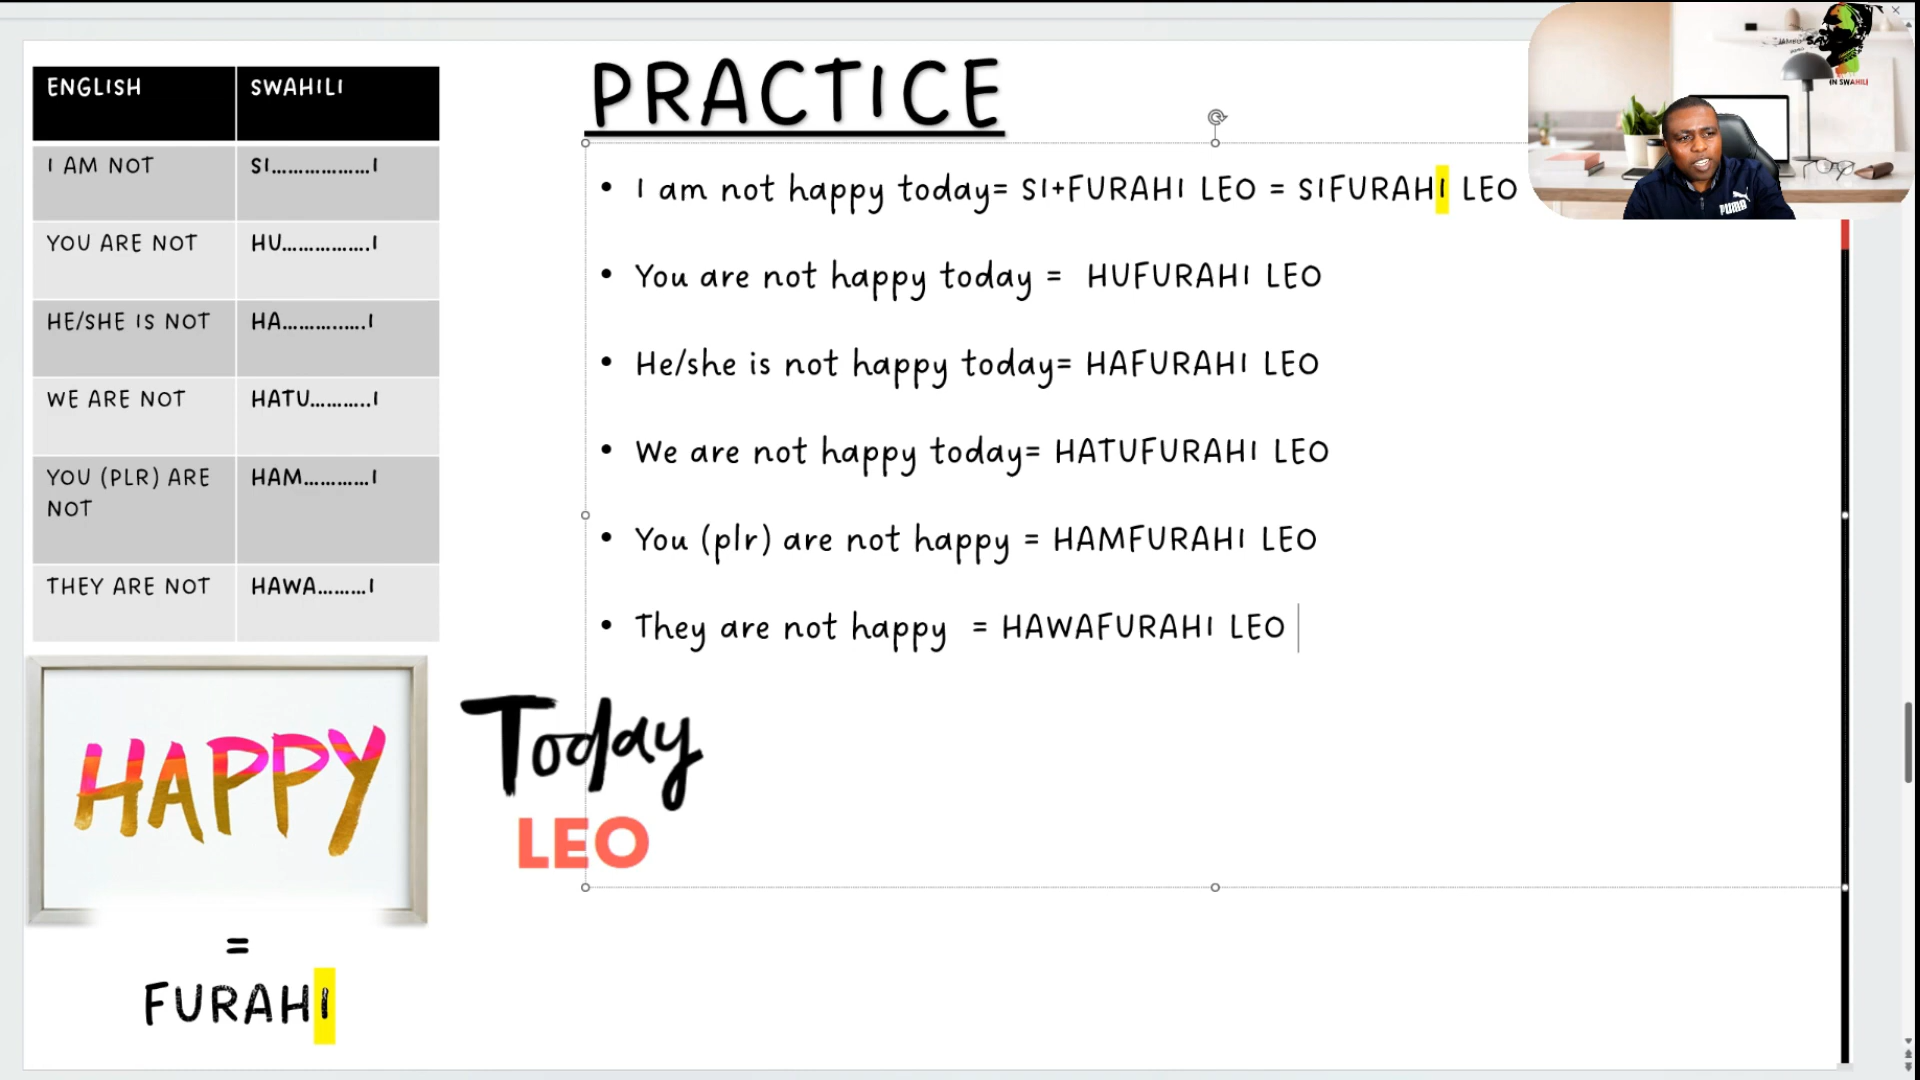 ENGLISH SWAHILI
I AM NOT SI..................I
YOU ARE NOT HU................I
HE/SHE IS NOT HA................I
WE ARE NOT HATU...........I
YOU (PLR) ARE NOT HAM............I
THEY ARE NOT HAWA.........I
PRACTICE
• I am not happy today= SI+FURAHI LEO = SIFURAHI LEO
• You are not happy today = HUFURAHI LEO
• He/she is not happy today= HAFURAHI LEO
• We are not happy today= HATUFURAHI LEO
• You (plr) are not happy = HAMFURAHI LEO
• They are not happy = HAWAFURAHI LEO
HAPPY
=
FURAHI
Today
LEO
IN SWAHILI
PUMA